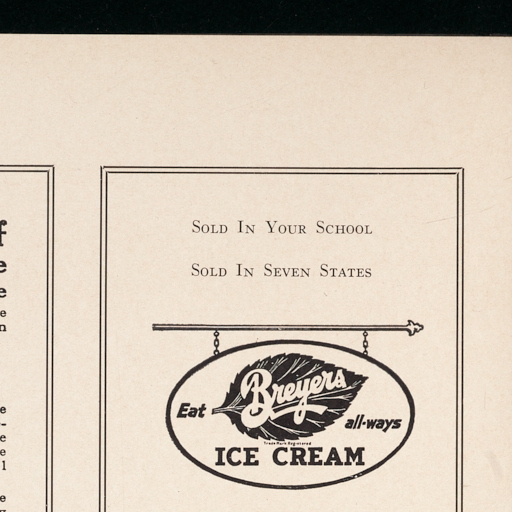 f
e
e
e
n
e
-
e
e
l
e
Sold In Your School
Sold In Seven States
Eat Breyers all-ways
Trade Mark Registered
ICE CREAM